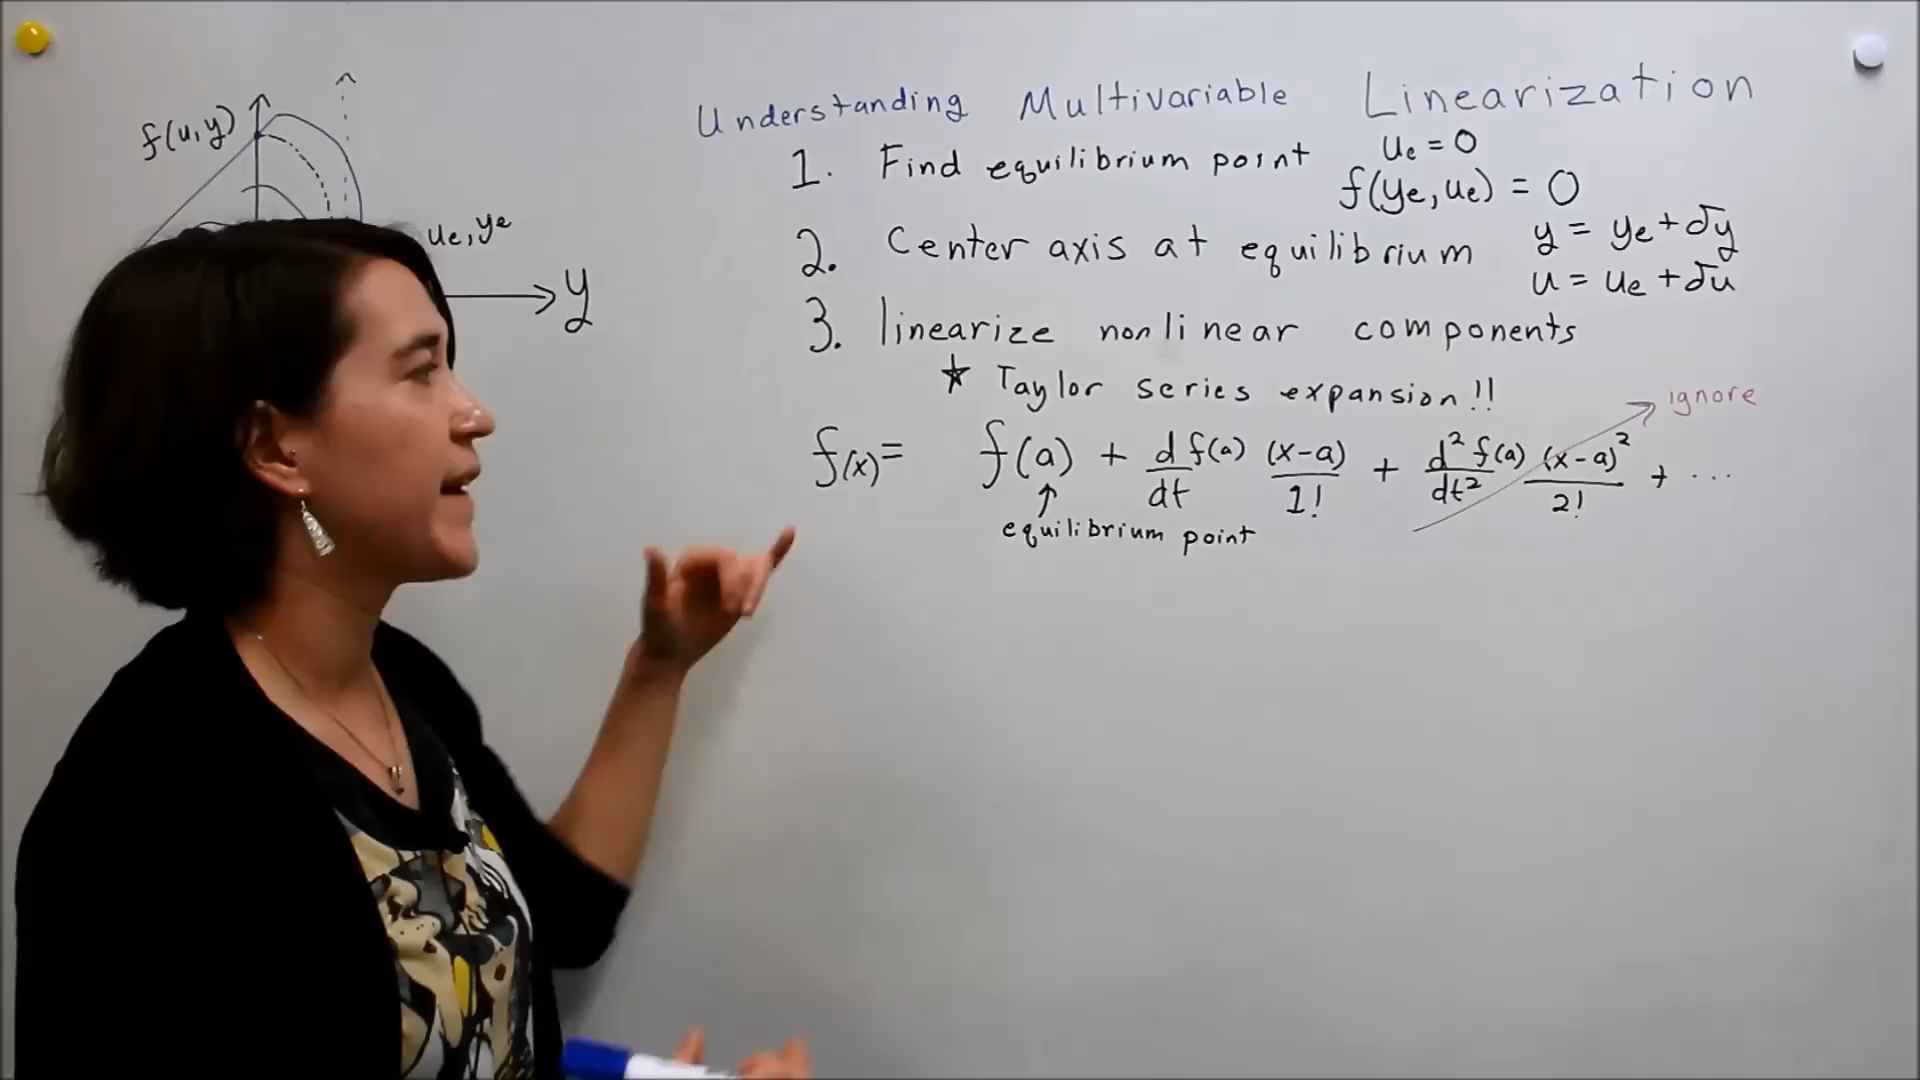 f(u,y)
ue,ye
y
Understanding Multivariable Linearization
1. Find equilibrium point ue = 0
f(ye,ue) = 0
2. Center axis at equilibrium y = ye+δy
u = ue+δu
3. linearize nonlinear components
★ Taylor series expansion!!
ignore
f(x)= f(a) + d/dt f(a) (x-a)/1! + d²/dt² f(a) (x-a)²/2! + ...
↑
equilibrium point